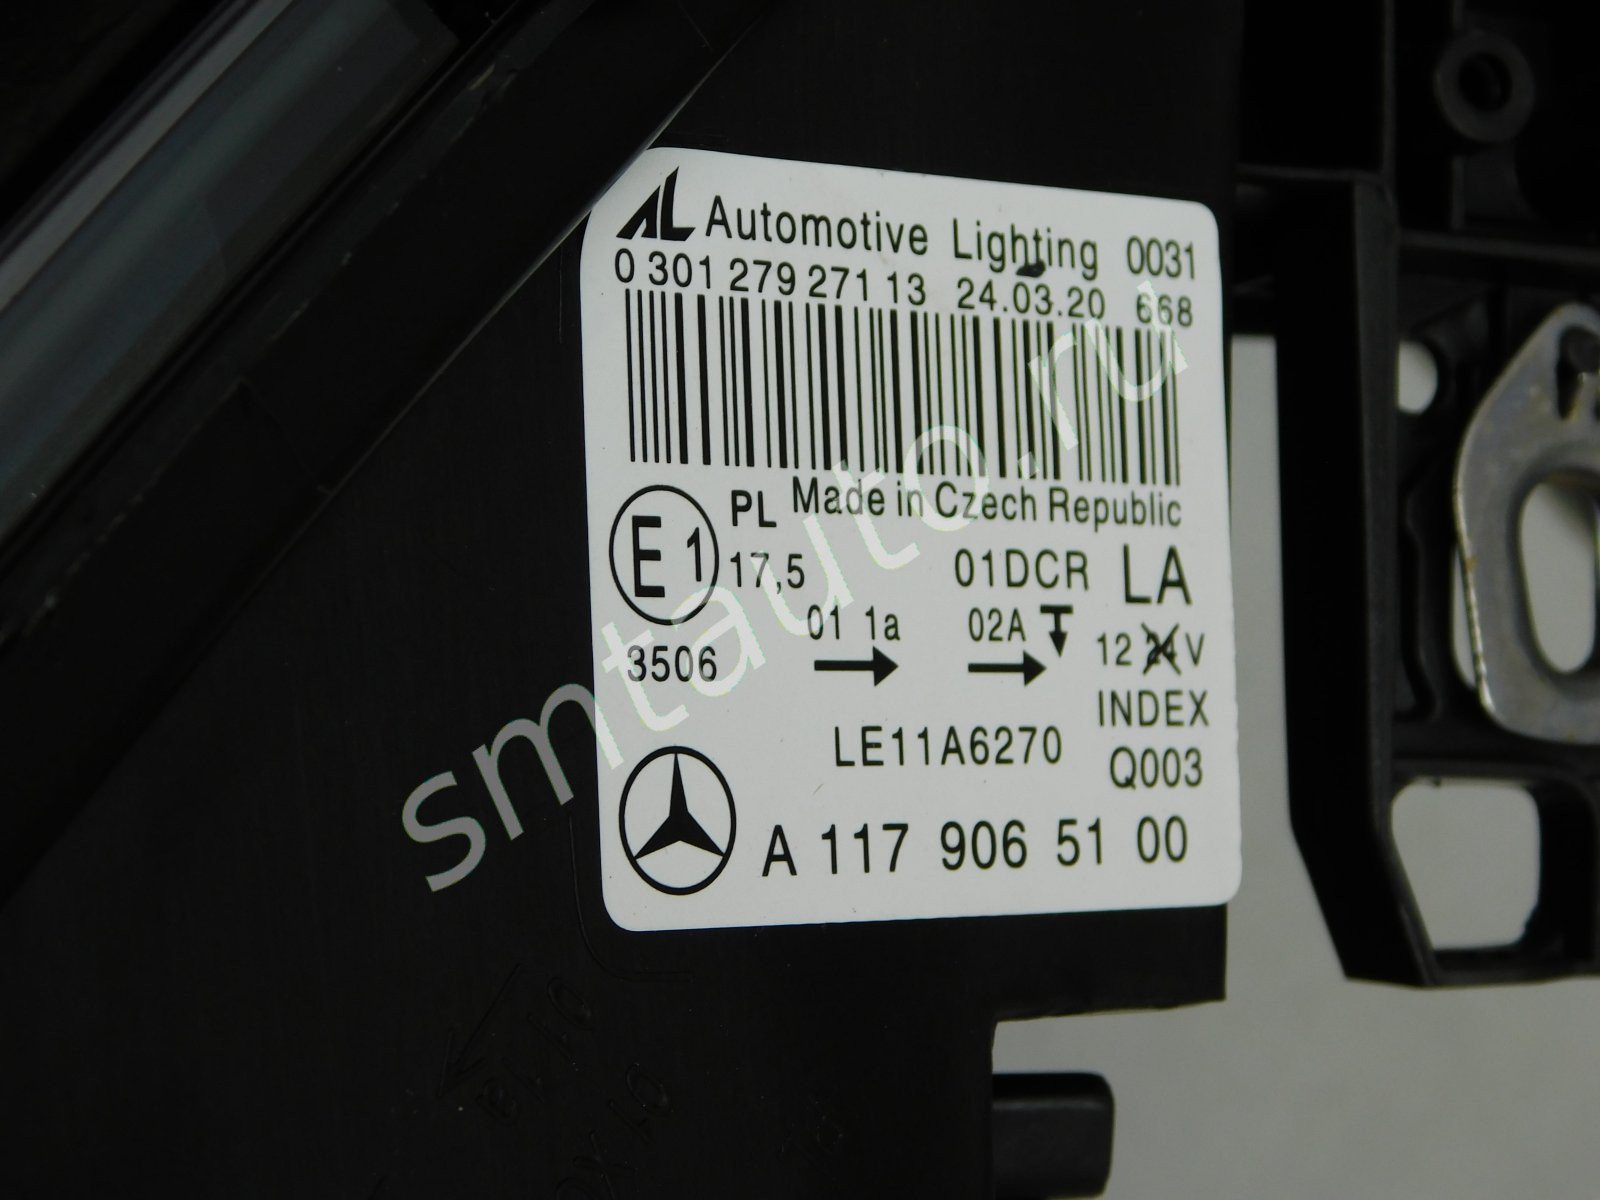 AL Automotive Lighting 0031
0 301 279 271 13 24.03.20 668
PL Made in Czech Republic
E1 17,5 01DCR LA
01 1a 02A
3506 12 24 V
INDEX
LE11A6270 Q003
A 117 906 51 00
smtauto.ru